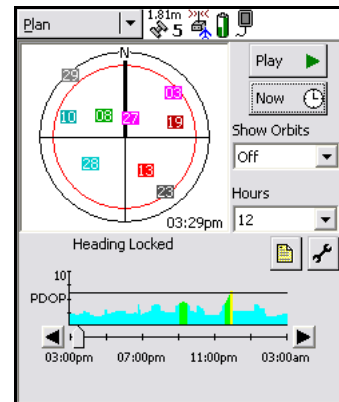 Plan
1.81m
5
N
29
03
10
08
27
19
28
13
23
03:29pm
Play
Now
Show Orbits
Off
Hours
12
Heading Locked
10
PDOP
03:00pm 07:00pm 11:00pm 03:00am